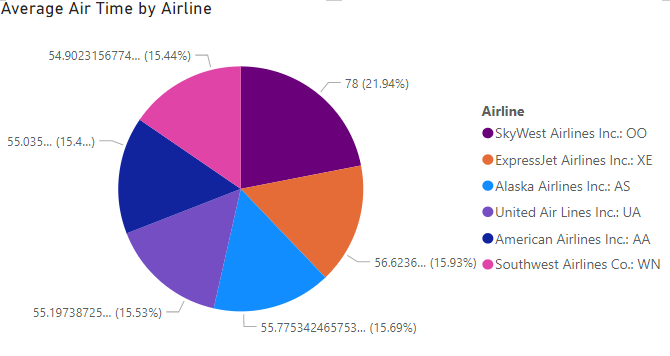 Average Air Time by Airline
54.9023156774... (15.44%)
78 (21.94%)
55.035... (15.4...)
56.6236... (15.93%)
55.19738725... (15.53%)
55.775342465753... (15.69%)
Airline
SkyWest Airlines Inc.: OO
ExpressJet Airlines Inc.: XE
Alaska Airlines Inc.: AS
United Air Lines Inc.: UA
American Airlines Inc.: AA
Southwest Airlines Co.: WN